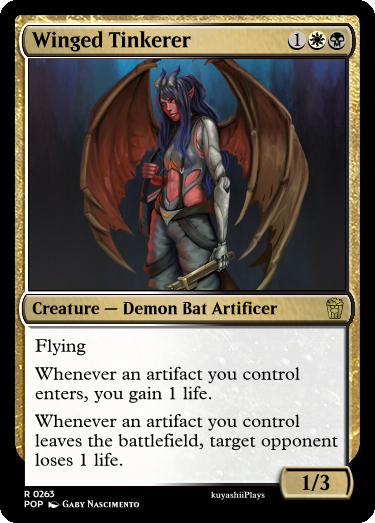 Winged Tinkerer 1
Creature — Demon Bat Artificer
Flying
Whenever an artifact you control
enters, you gain 1 life.
Whenever an artifact you control
leaves the battlefield, target opponent
loses 1 life.
1/3
R 0263
POP Gaby Nascimento
kuyashiiPlays